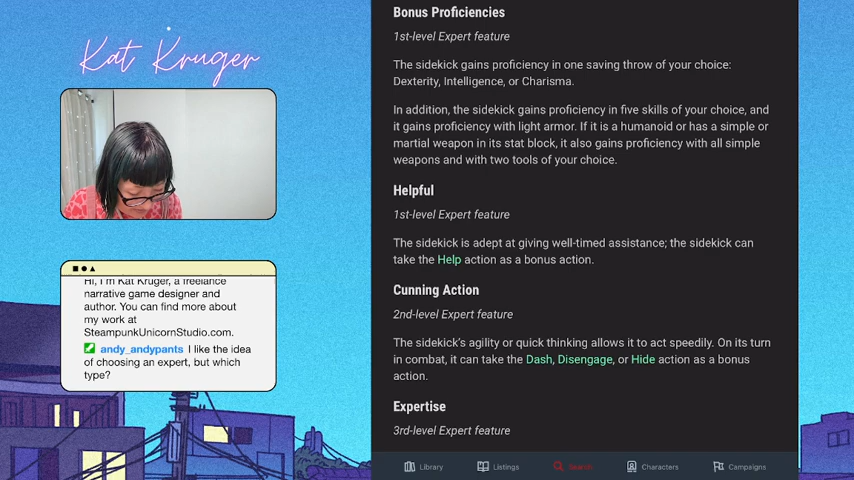 Kat Kruger
Hi, I'm Kat Kruger, a freelance
narrative game designer and
author. You can find more about
my work at
SteampunkUnicornStudio.com.
andy_andypants I like the idea
of choosing an expert, but which
type?
Bonus Proficiencies
1st-level Expert feature
The sidekick gains proficiency in one saving throw of your choice:
Dexterity, Intelligence, or Charisma.
In addition, the sidekick gains proficiency in five skills of your choice, and
it gains proficiency with light armor. If it is a humanoid or has a simple or
martial weapon in its stat block, it also gains proficiency with all simple
weapons and with two tools of your choice.
Helpful
1st-level Expert feature
The sidekick is adept at giving well-timed assistance; the sidekick can
take the Help action as a bonus action.
Cunning Action
2nd-level Expert feature
The sidekick's agility or quick thinking allows it to act speedily. On its turn
in combat, it can take the Dash, Disengage, or Hide action as a bonus
action.
Expertise
3rd-level Expert feature
Library Listings Search Characters Campaigns